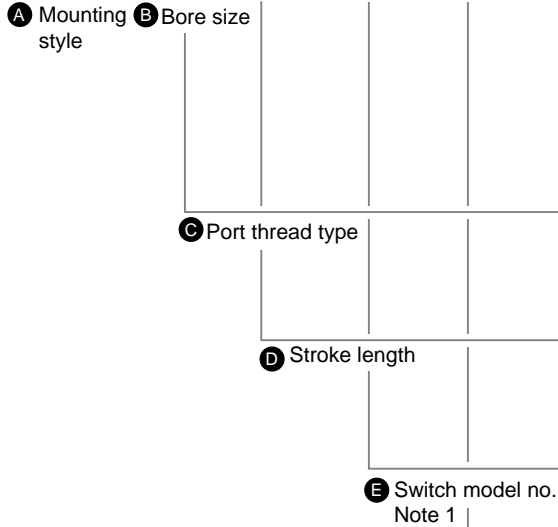 A Mounting style
B Bore size
C Port thread type
D Stroke length
E Switch model no.
Note 1